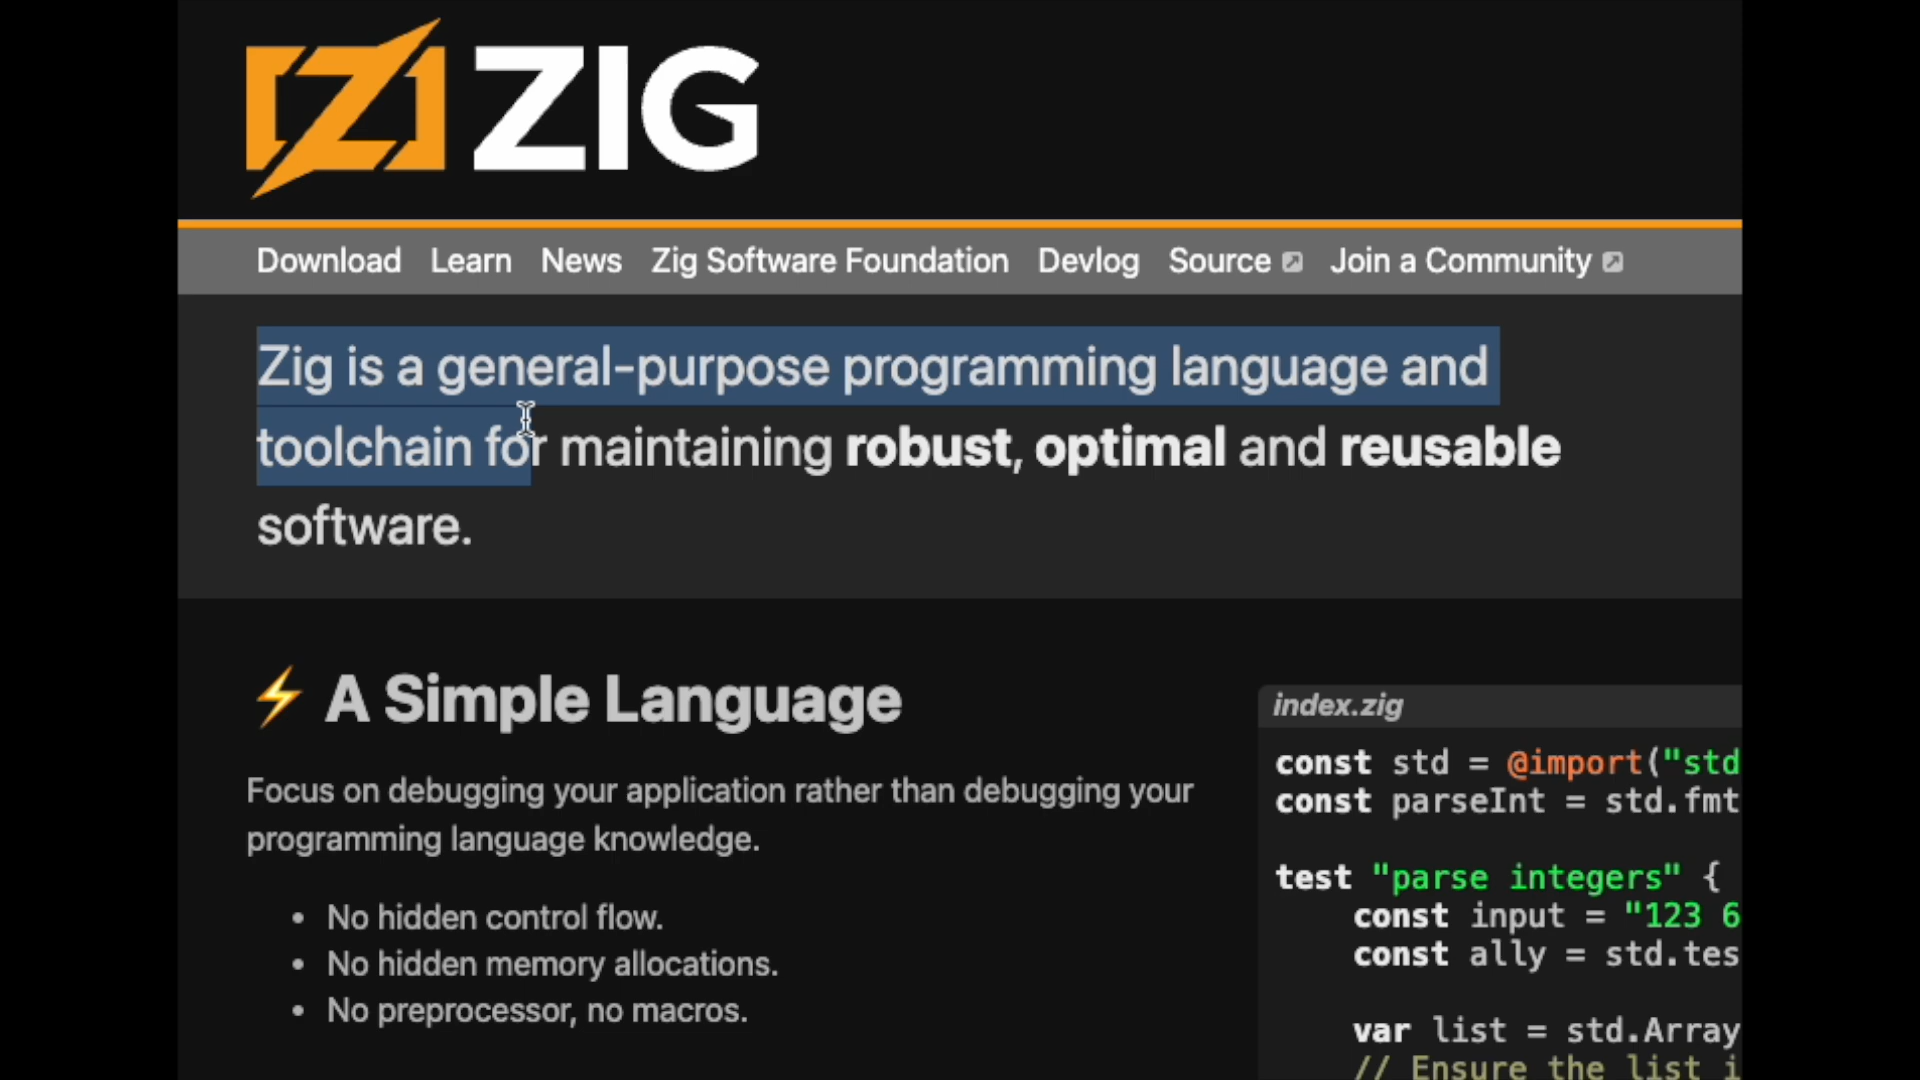 ZIG
Download Learn News Zig Software Foundation Devlog Source Join a Community
Zig is a general-purpose programming language and
toolchain for maintaining robust, optimal and reusable
software.
⚡ A Simple Language
Focus on debugging your application rather than debugging your
programming language knowledge.
• No hidden control flow.
• No hidden memory allocations.
• No preprocessor, no macros.
index.zig
const std = @import("std
const parseInt = std.fmt
test "parse integers" {
const input = "123 6
const ally = std.tes
var list = std.Array
// Ensure the list i